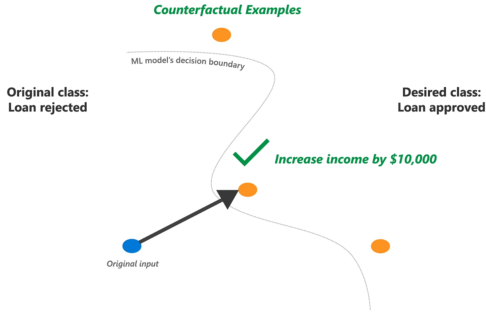 Counterfactual Examples
ML model's decision boundary
Original class:
Loan rejected
Desired class:
Loan approved
Increase income by $10,000
Original input